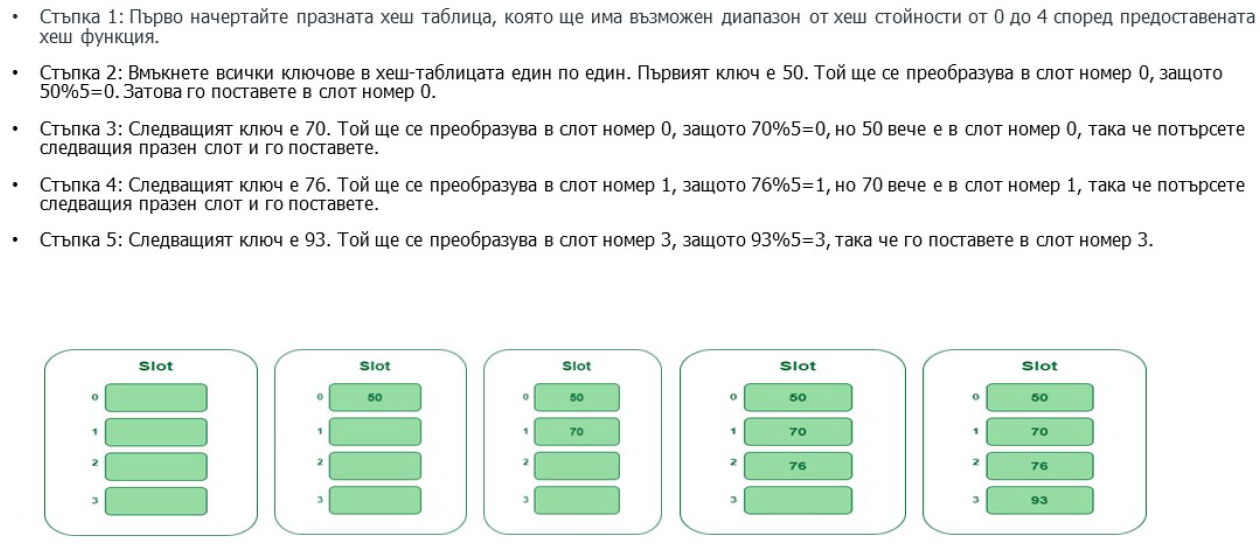 • Стъпка 1: Първо начертайте празната хеш таблица, която ще има възможен диапазон от хеш стойности от 0 до 4 според предоставената
хеш функция.
• Стъпка 2: Вмъкнете всички ключове в хеш-таблицата един по един. Първият ключ е 50. Той ще се преобразува в слот номер 0, защото
50%5=0. Затова го поставете в слот номер 0.
• Стъпка 3: Следващият ключ е 70. Той ще се преобразува в слот номер 0, защото 70%5=0, но 50 вече е в слот номер 0, така че потърсете
следващия празен слот и го поставете.
• Стъпка 4: Следващият ключ е 76. Той ще се преобразува в слот номер 1, защото 76%5=1, но 70 вече е в слот номер 1, така че потърсете
следващия празен слот и го поставете.
• Стъпка 5: Следващият ключ е 93. Той ще се преобразува в слот номер 3, защото 93%5=3, така че го поставете в слот номер 3.
Slot
0
1
2
3
Slot
0 50
1
2
3
Slot
0 50
1 70
2
3
Slot
0 50
1 70
2 76
3
Slot
0 50
1 70
2 76
3 93